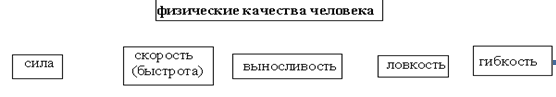 физические качества человека
сила
скорость
(быстрота)
выносливость
ловкость
гибкость